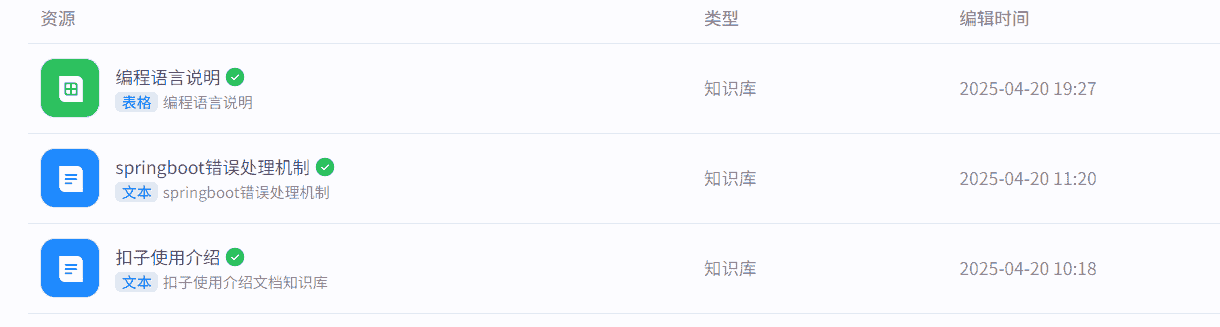 资源 类型 编辑时间
编程语言说明
表格 编程语言说明
知识库 2025-04-20 19:27
springboot错误处理机制
文本 springboot错误处理机制
知识库 2025-04-20 11:20
扣子使用介绍
文本 扣子使用介绍文档知识库
知识库 2025-04-20 10:18